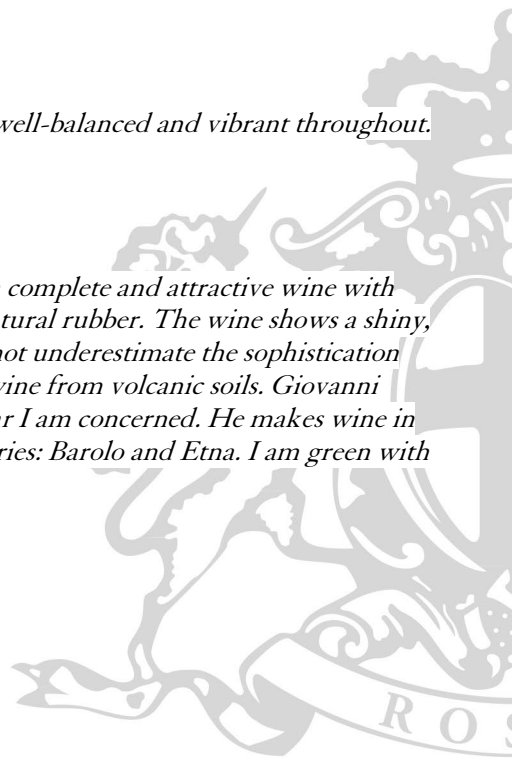 well-balanced and vibrant throughout.
complete and attractive wine with
tural rubber. The wine shows a shiny,
not underestimate the sophistication
wine from volcanic soils. Giovanni
r I am concerned. He makes wine in
ries: Barolo and Etna. I am green with
ROS